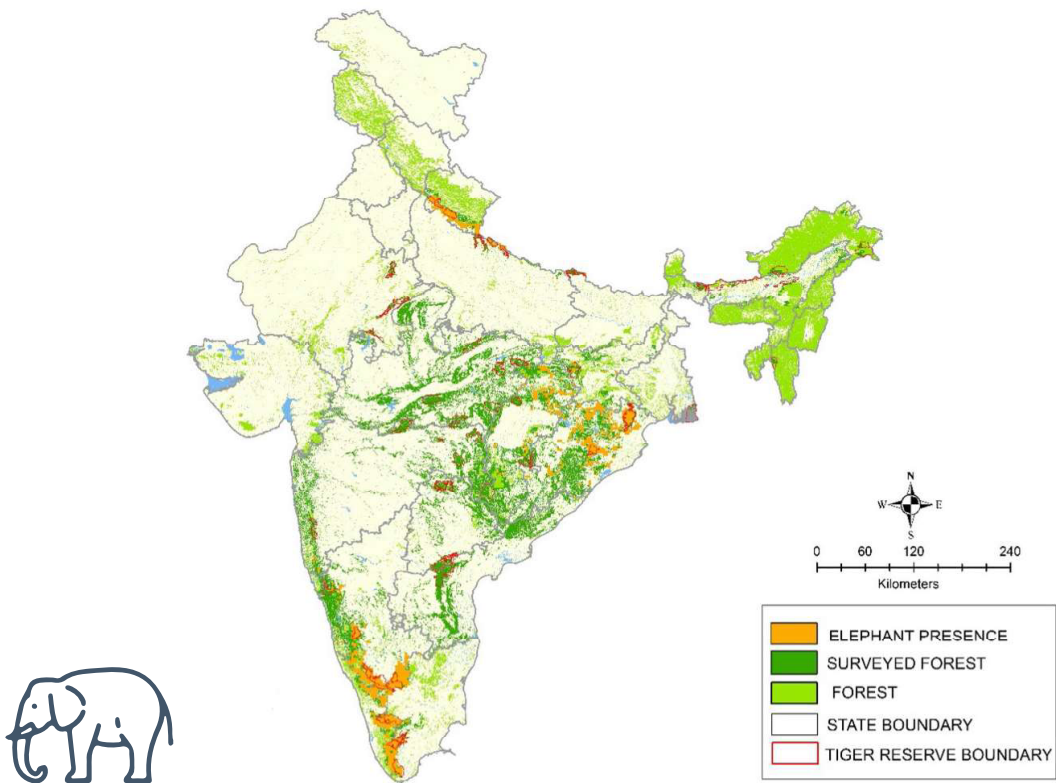 N
W E
S
0 60 120 240
Kilometers
ELEPHANT PRESENCE
SURVEYED FOREST
FOREST
STATE BOUNDARY
TIGER RESERVE BOUNDARY